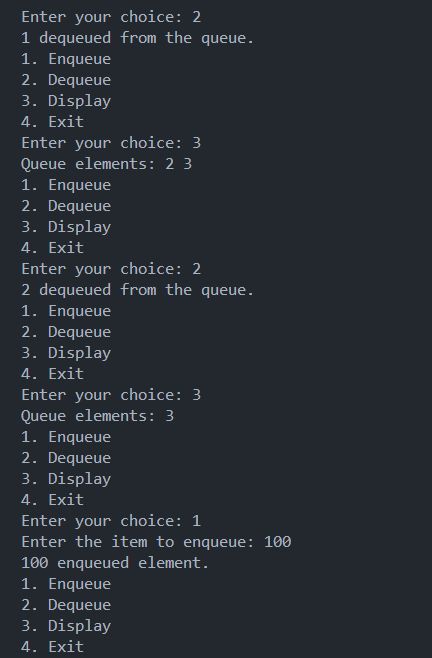 Enter your choice: 2
1 dequeued from the queue.
1. Enqueue
2. Dequeue
3. Display
4. Exit
Enter your choice: 3
Queue elements: 2 3
1. Enqueue
2. Dequeue
3. Display
4. Exit
Enter your choice: 2
2 dequeued from the queue.
1. Enqueue
2. Dequeue
3. Display
4. Exit
Enter your choice: 3
Queue elements: 3
1. Enqueue
2. Dequeue
3. Display
4. Exit
Enter your choice: 1
Enter the item to enqueue: 100
100 enqueued element.
1. Enqueue
2. Dequeue
3. Display
4. Exit